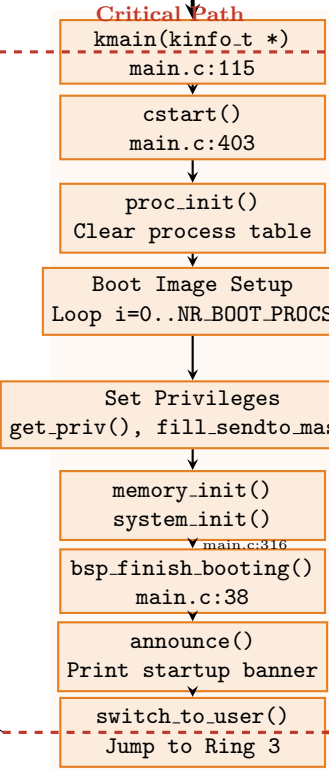 Critical Path
kmain(kinfo_t *)
main.c:115
cstart()
main.c:403
proc_init()
Clear process table
Boot Image Setup
Loop i=0..NR_BOOT_PROCS
Set Privileges
get_priv(), fill_sendto_mas
memory_init()
system_init()
main.c:316
bsp_finish_booting()
main.c:38
announce()
Print startup banner
switch_to_user()
Jump to Ring 3